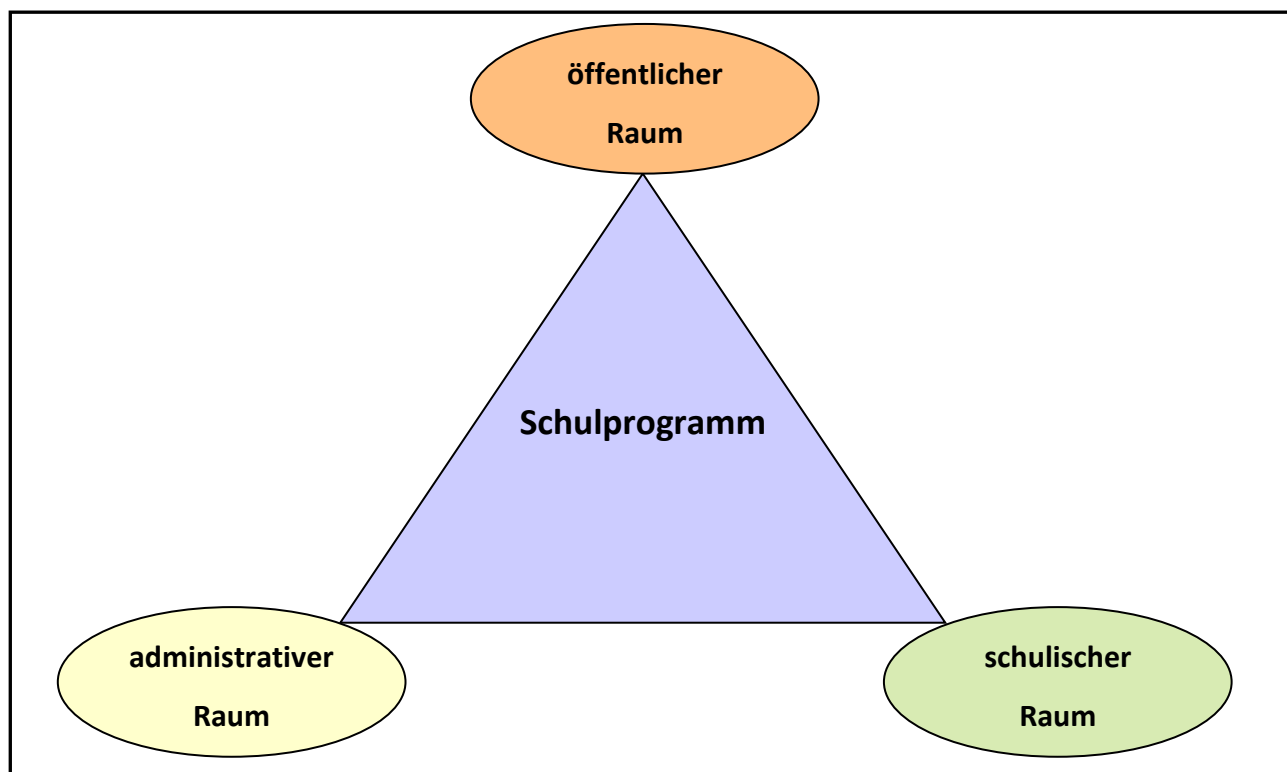 öffentlicher
Raum
Schulprogramm
administrativer
Raum
schulischer
Raum